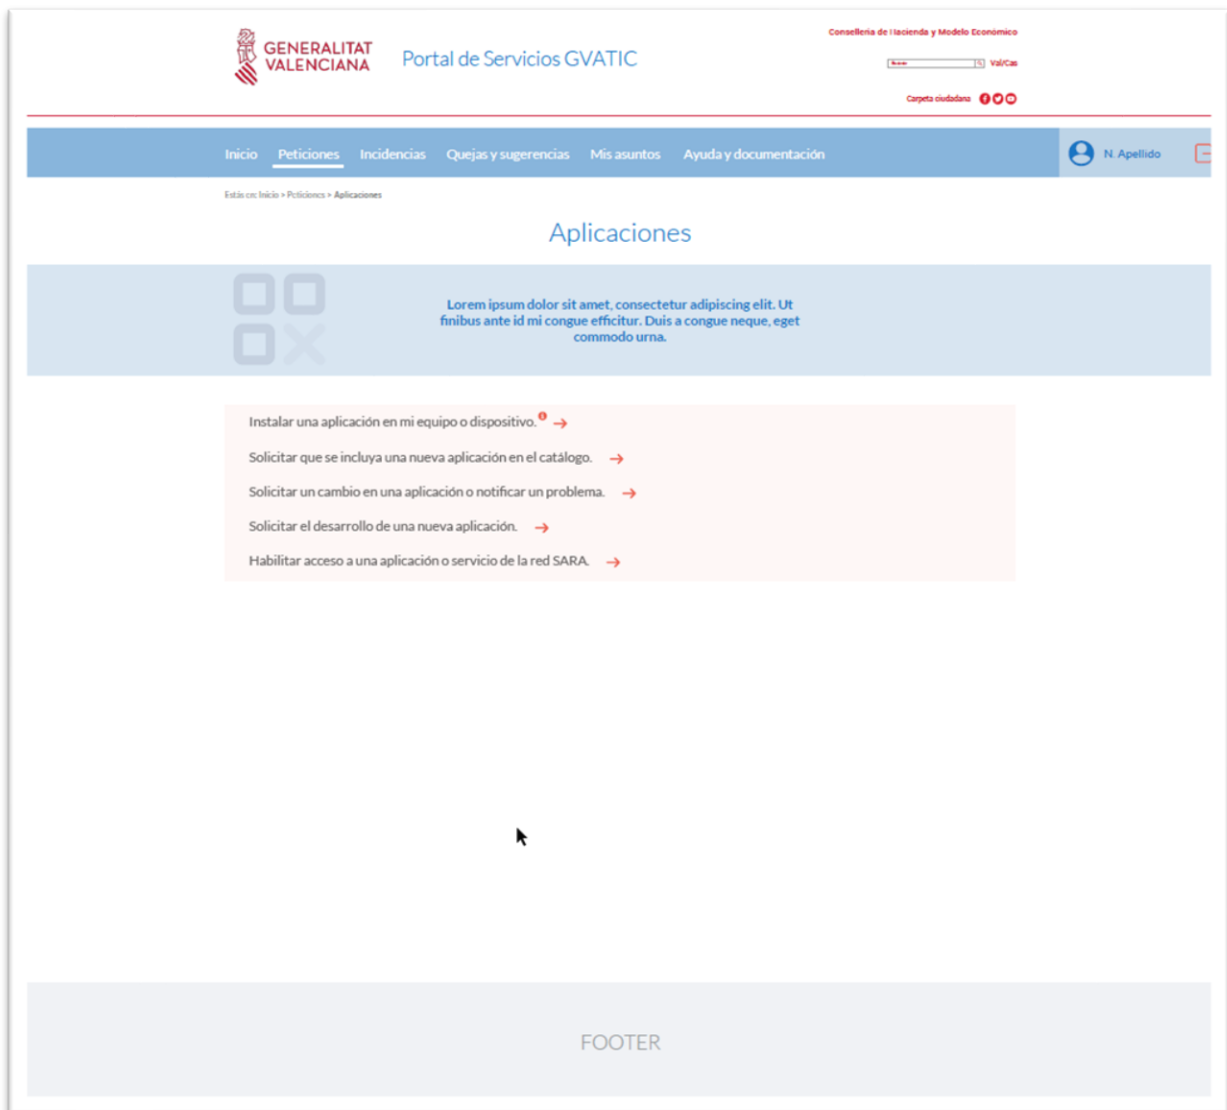 GENERALITAT
VALENCIANA
Portal de Servicios GVATIC
Conselleria de Hacienda y Modelo Económico
Buscar
Val/Cas
Carpeta ciudadana
Inicio Peticiones Incidencias Quejas y sugerencias Mis asuntos Ayuda y documentación
N. Apellido
Estás en: Inicio > Peticiones > Aplicaciones
Aplicaciones
Lorem ipsum dolor sit amet, consectetur adipiscing elit. Ut
finibus ante id mi congue efficitur. Duis a congue neque, eget
commodo urna.
Instalar una aplicación en mi equipo o dispositivo.
Solicitar que se incluya una nueva aplicación en el catálogo.
Solicitar un cambio en una aplicación o notificar un problema.
Solicitar el desarrollo de una nueva aplicación.
Habilitar acceso a una aplicación o servicio de la red SARA.
FOOTER